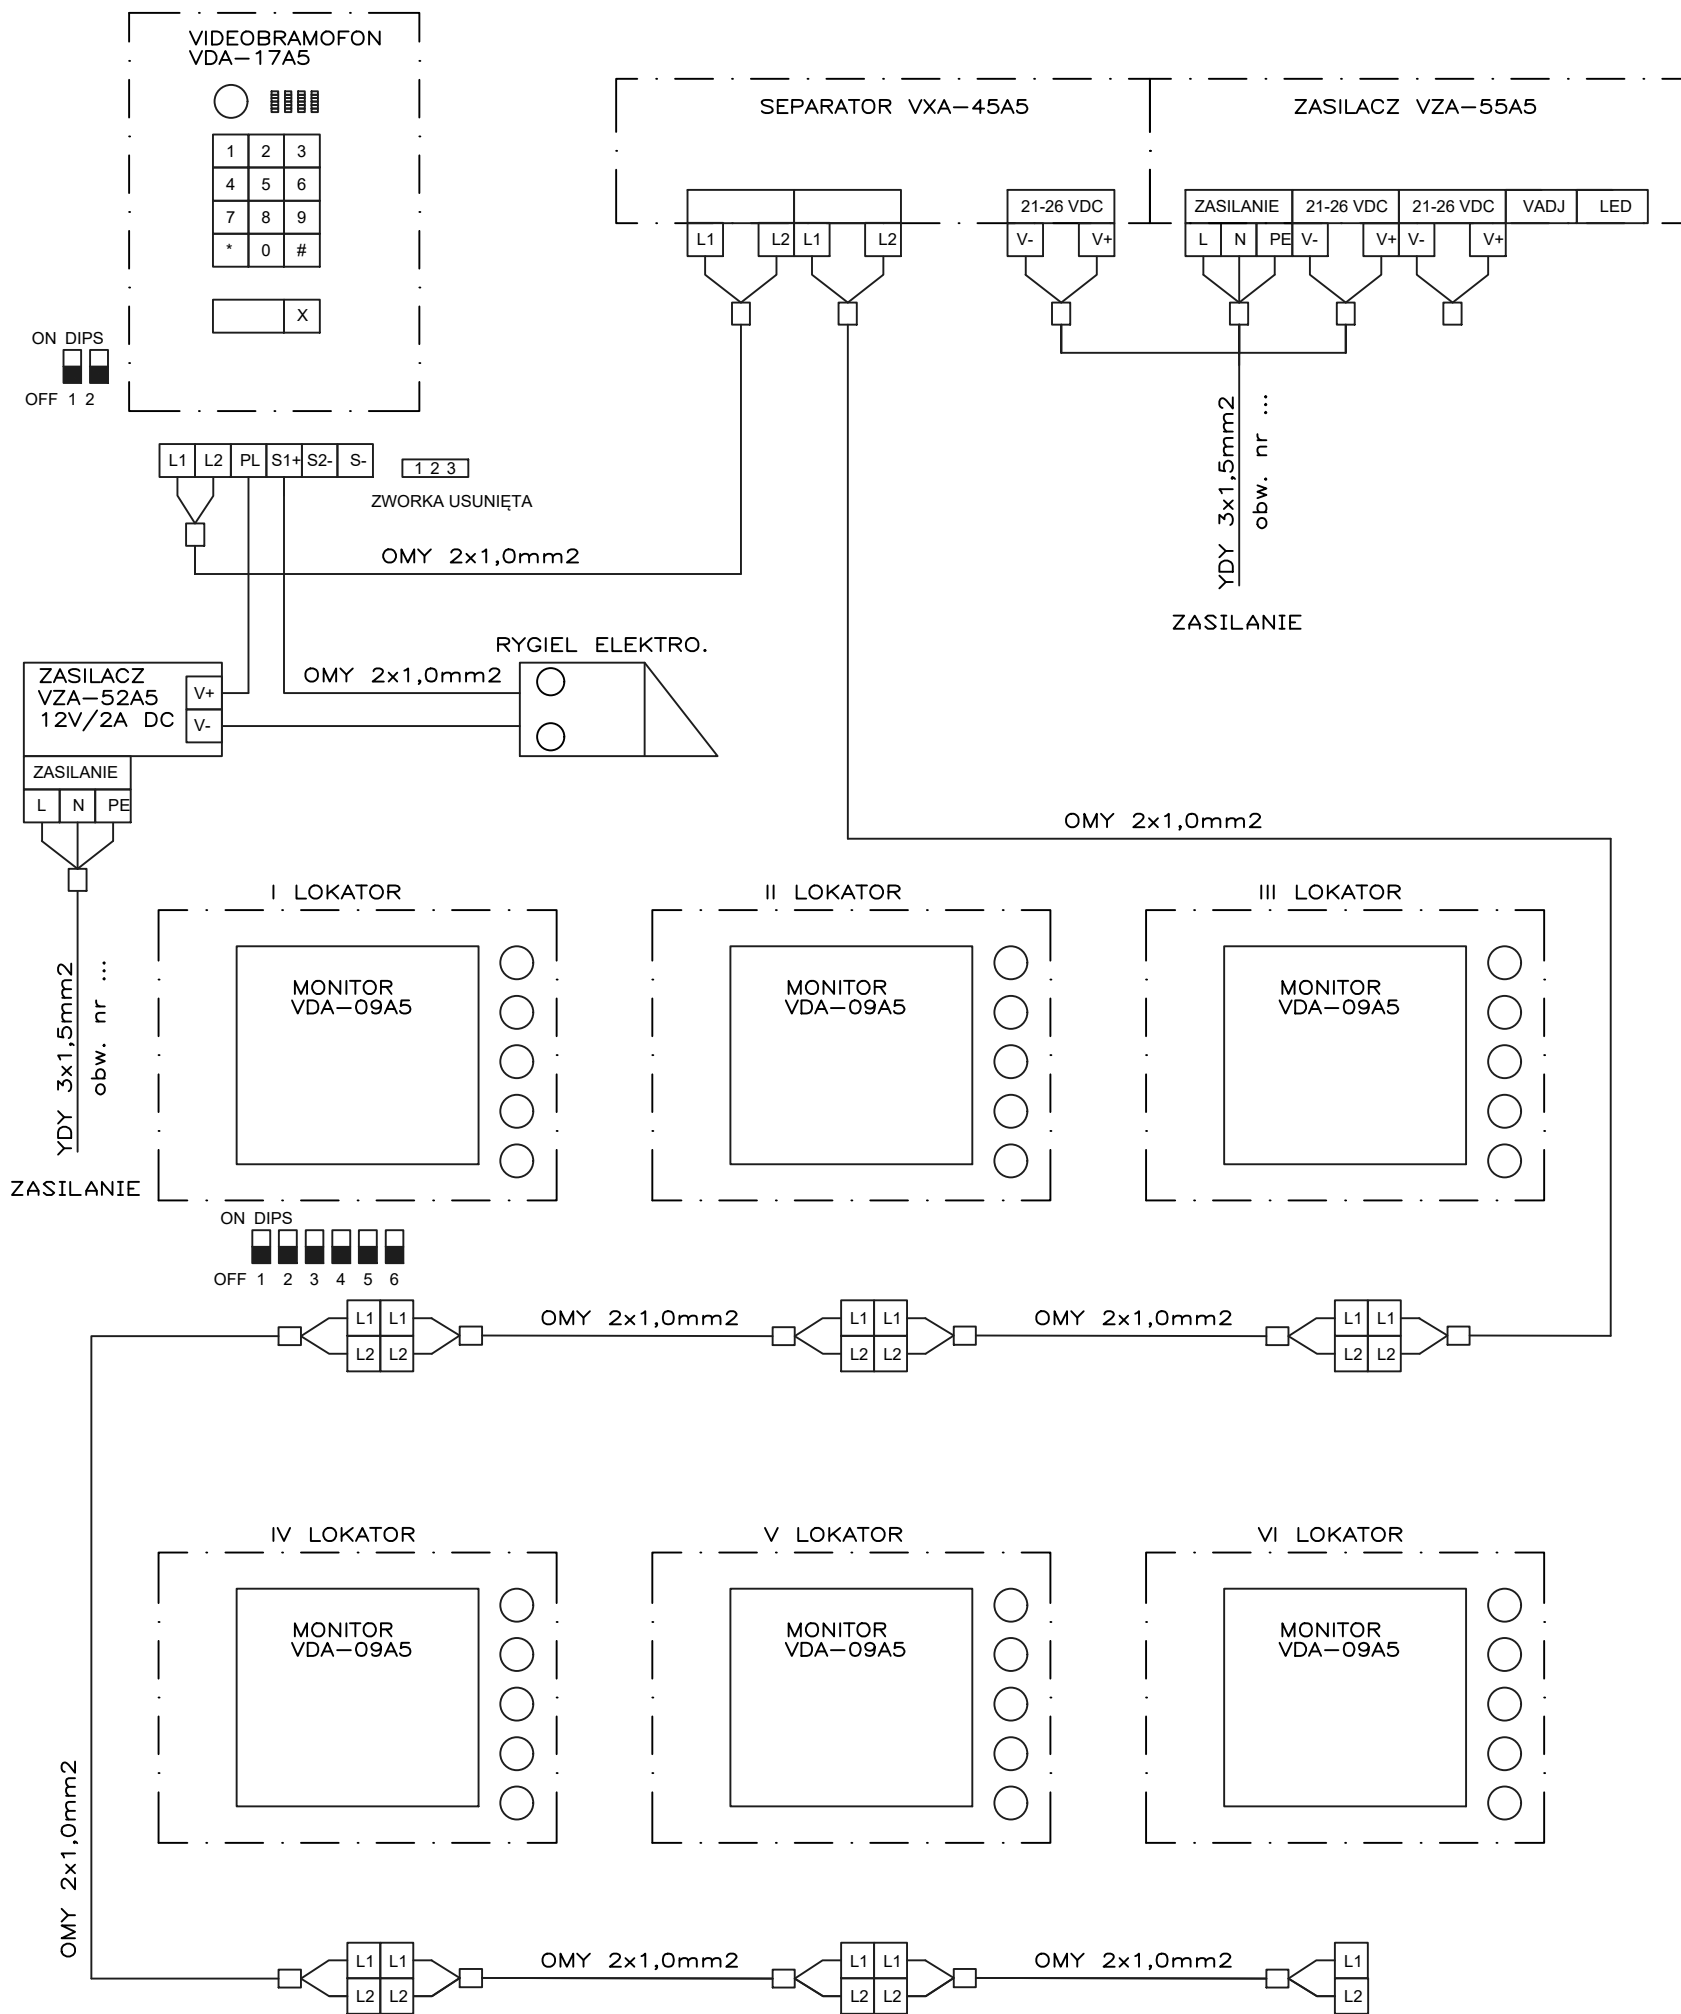 VIDEOBRAMOFON
VDA-17A5
1 2 3
4 5 6
7 8 9
* 0 #
X
ON DIPS
OFF 1 2
L1 L2 PL S1+ S2- S-
1 2 3
ZWORKA USUNIĘTA
OMY 2x1,0mm2
SEPARATOR VXA-45A5
21-26 VDC
L1 L2 L1 L2 V- V+
ZASILACZ VZA-55A5
ZASILANIE 21-26 VDC 21-26 VDC VADJ LED
L N PE V- V+ V- V+
YDY 3x1,5mm2
obw. nr ...
ZASILANIE
RYGIEL ELEKTRO.
OMY 2x1,0mm2
ZASILACZ
VZA-52A5
12V/2A DC
V+
V-
ZASILANIE
L N PE
YDY 3x1,5mm2
obw. nr ...
ZASILANIE
OMY 2x1,0mm2
I LOKATOR
MONITOR
VDA-09A5
II LOKATOR
MONITOR
VDA-09A5
III LOKATOR
MONITOR
VDA-09A5
ON DIPS
OFF 1 2 3 4 5 6
L1 L1 OMY 2x1,0mm2 L1 L1 OMY 2x1,0mm2 L1 L1
L2 L2 L2 L2 L2 L2
IV LOKATOR
MONITOR
VDA-09A5
V LOKATOR
MONITOR
VDA-09A5
VI LOKATOR
MONITOR
VDA-09A5
OMY 2x1,0mm2
L1 L1 OMY 2x1,0mm2 L1 L1 OMY 2x1,0mm2 L1
L2 L2 L2 L2 L2